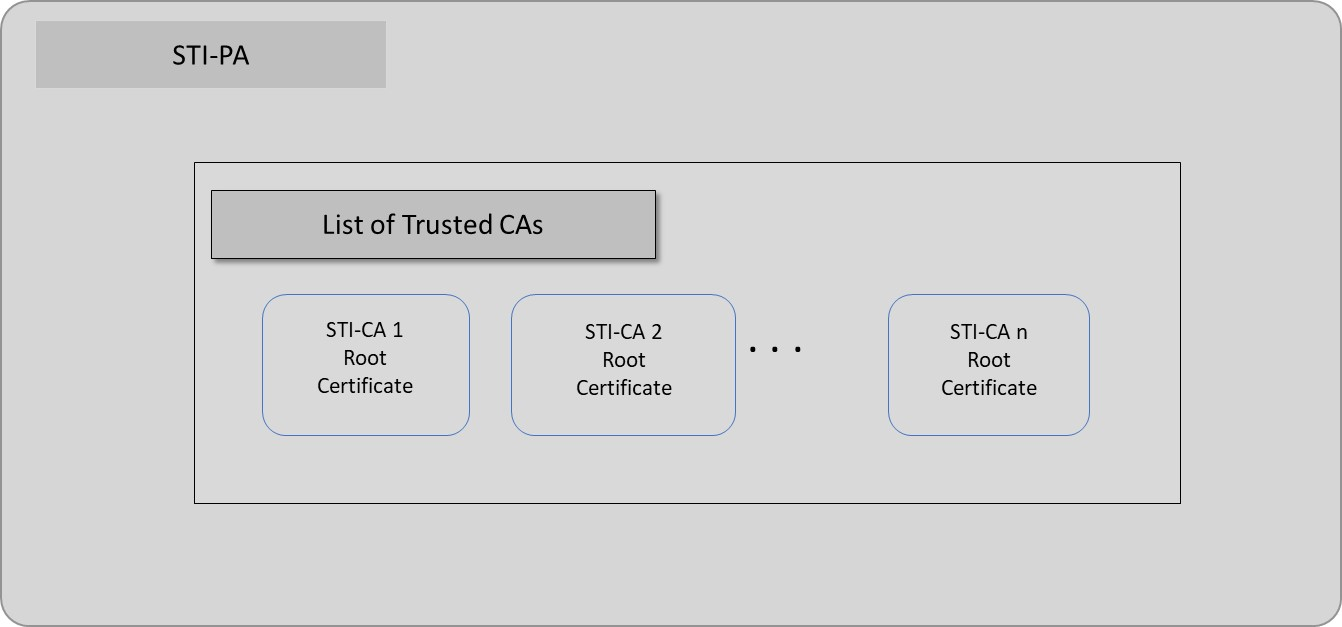 STI-PA
List of Trusted CAs
STI-CA 1
Root
Certificate
STI-CA 2
Root
Certificate
. . .
STI-CA n
Root
Certificate